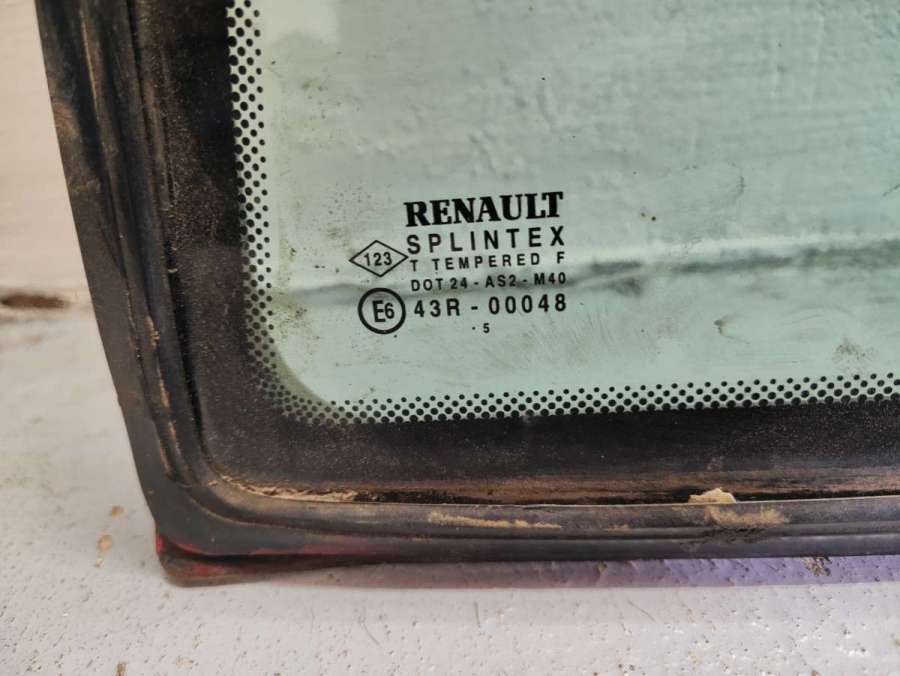 RENAULT
SPLINTEX
123
T TEMPERED F
DOT 24 - AS2 - M40
E6
43R - 00048
. 5